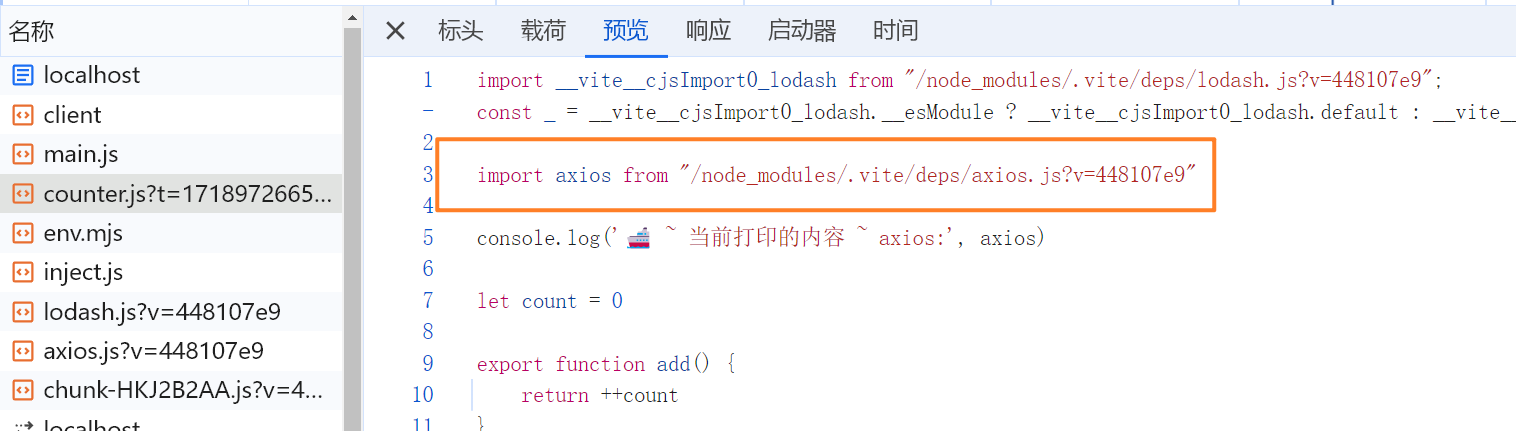 名称
localhost
client
main.js
counter.js?t=1718972665...
env.mjs
inject.js
lodash.js?v=448107e9
axios.js?v=448107e9
chunk-HKJ2B2AA.js?v=4...
localhost
标头 载荷 预览 响应 启动器 时间
1 import __vite__cjsImport0_lodash from "/node_modules/.vite/deps/lodash.js?v=448107e9";
- const _ = __vite__cjsImport0_lodash.__esModule ? __vite__cjsImport0_lodash.default : __vite__
2
3 import axios from "/node_modules/.vite/deps/axios.js?v=448107e9"
4
5 console.log('🚢 ~ 当前打印的内容 ~ axios:', axios)
6
7 let count = 0
8
9 export function add() {
10 return ++count
11 }